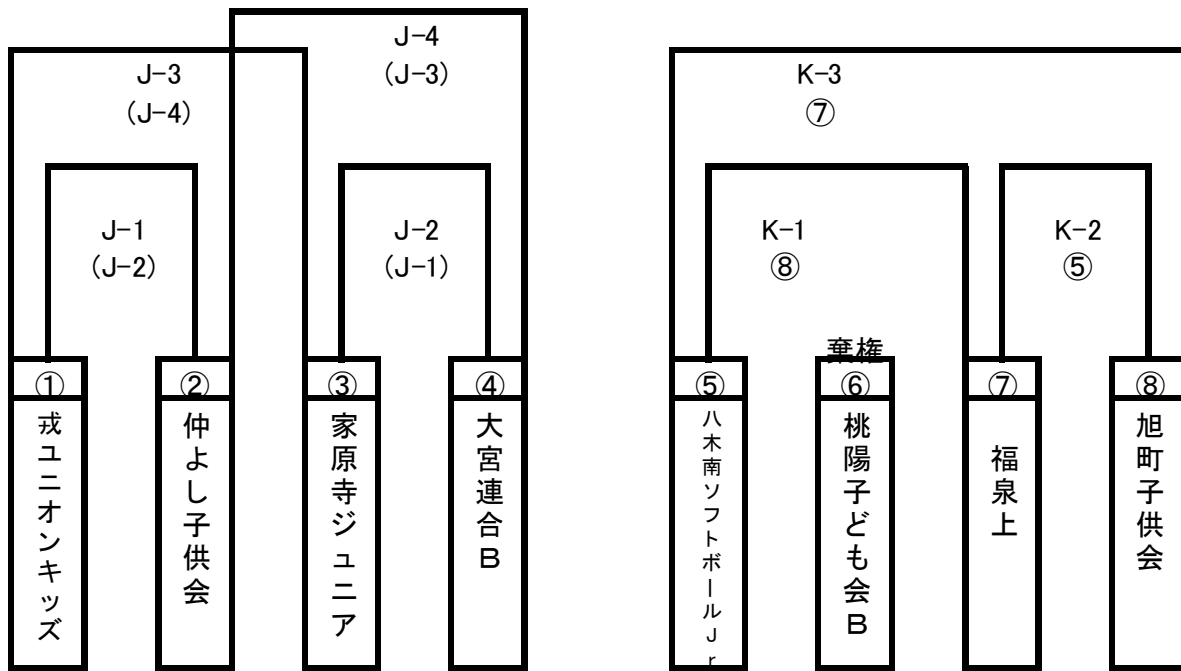 J-4
(J-3)
J-3
(J-4)
K-3
⑦
J-1
(J-2)
J-2
(J-1)
K-1
⑧
K-2
⑤
棄権
①
②
③
④
⑤
⑥
⑦
⑧
戎ユニオンキッズ
仲よし子供会
家原寺ジュニア
大宮連合B
八木南ソフトボールJr
桃陽子ども会B
福泉上
旭町子供会